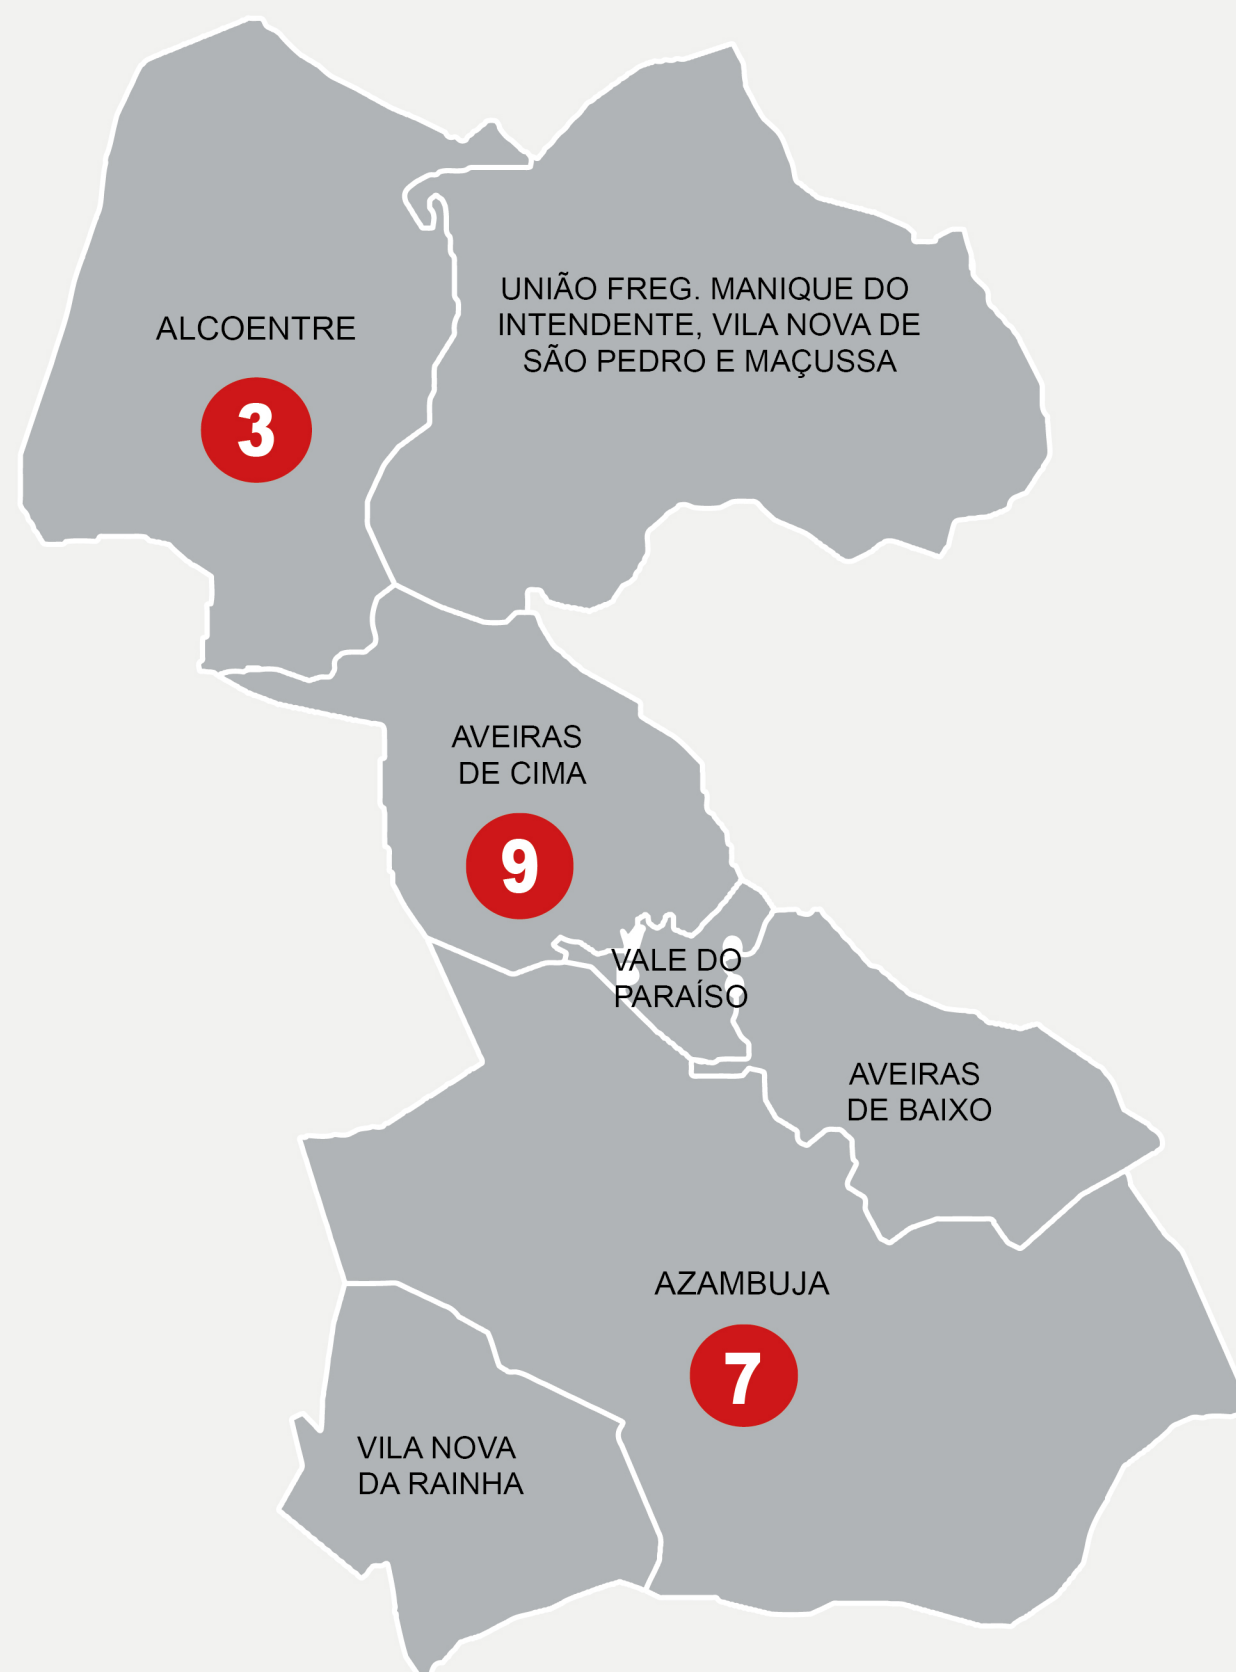 UNIÃO FREG. MANIQUE DO
INTENDENTE, VILA NOVA DE
SÃO PEDRO E MAÇUSSA
ALCOENTRE
3
AVEIRAS
DE CIMA
9
VALE DO
PARAÍSO
AVEIRAS
DE BAIXO
AZAMBUJA
7
VILA NOVA
DA RAINHA